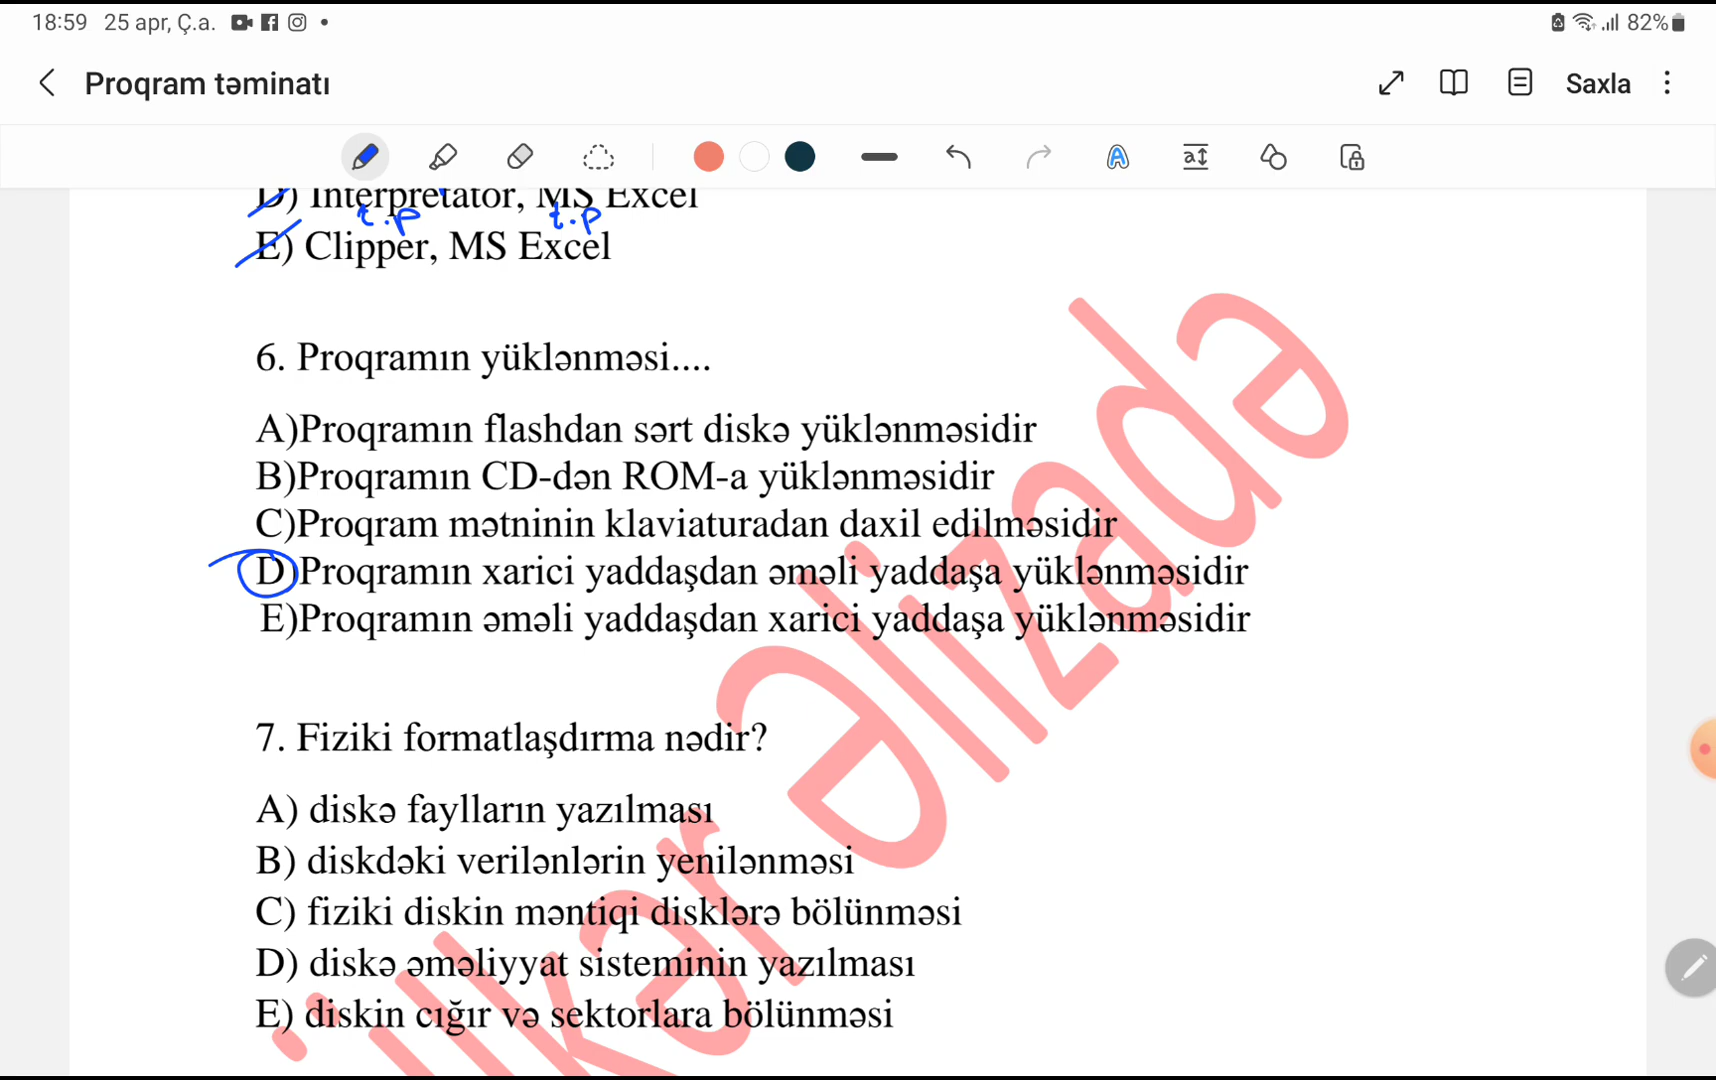 18:59 25 apr, Ç.a.
82%
Proqram təminatı
Saxla
D) Interpretator, MS Excel
t.p t.p
E) Clipper, MS Excel
6. Proqramın yüklənməsi....
A)Proqramın flashdan sərt diskə yüklənməsidir
B)Proqramın CD-dən ROM-a yüklənməsidir
C)Proqram mətninin klaviaturadan daxil edilməsidir
D)Proqramın xarici yaddaşdan əməli yaddaşa yüklənməsidir
E)Proqramın əməli yaddaşdan xarici yaddaşa yüklənməsidir
7. Fiziki formatlaşdırma nədir?
A) diskə faylların yazılması
B) diskdəki verilənlərin yenilənməsi
C) fiziki diskin məntiqi disklərə bölünməsi
D) diskə əməliyyat sisteminin yazılması
E) diskin cığır və sektorlara bölünməsi
ülkər əlizadə